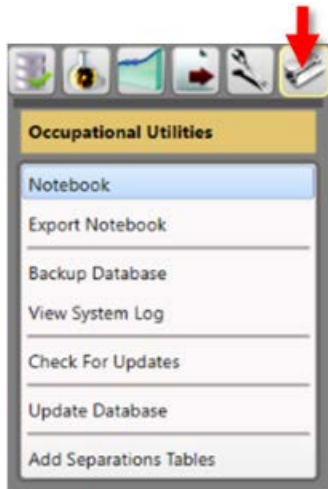 Occupational Utilities
Notebook
Export Notebook
Backup Database
View System Log
Check For Updates
Update Database
Add Separations Tables